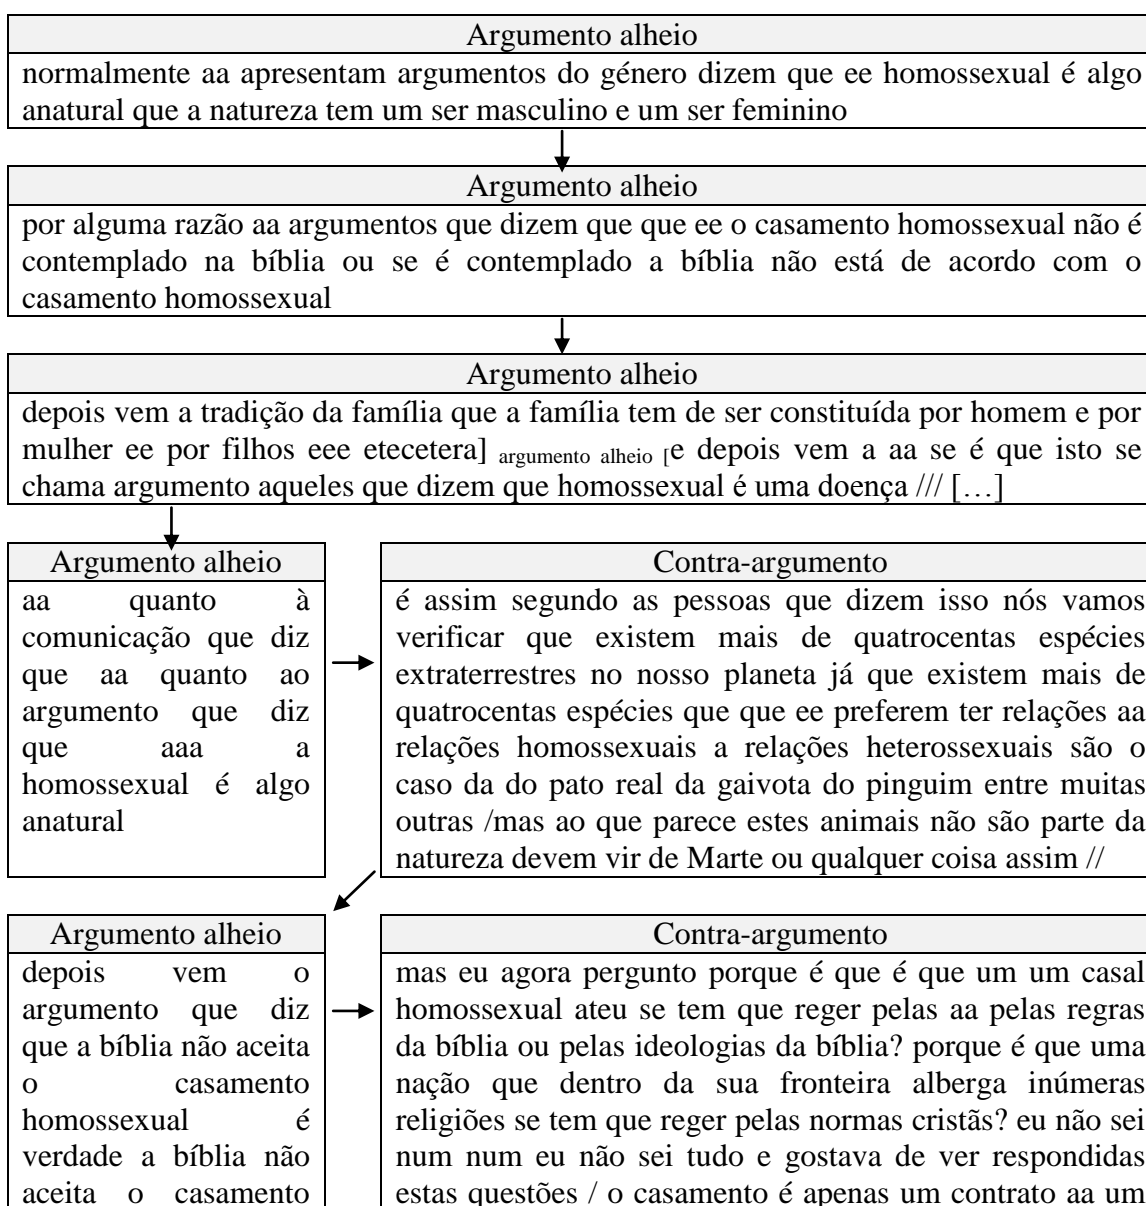 Argumento alheio
normalmente aa apresentam argumentos do género dizem que ee homossexual é algo
anatural que a natureza tem um ser masculino e um ser feminino
Argumento alheio
por alguma razão aa argumentos que dizem que que ee o casamento homossexual não é
contemplado na bíblia ou se é contemplado a bíblia não está de acordo com o
casamento homossexual
Argumento alheio
depois vem a tradição da família que a família tem de ser constituída por homem e por
mulher ee por filhos eee etecetera] argumento alheio [e depois vem a aa se é que isto se
chama argumento aqueles que dizem que homossexual é uma doença /// […]
Argumento alheio
aa quanto à
comunicação que diz
que aa quanto ao
argumento que diz
que aaa a
homossexual é algo
anatural
Contra-argumento
é assim segundo as pessoas que dizem isso nós vamos
verificar que existem mais de quatrocentas espécies
extraterrestres no nosso planeta já que existem mais de
quatrocentas espécies que que ee preferem ter relações aa
relações homossexuais a relações heterossexuais são o
caso da do pato real da gaivota do pinguim entre muitas
outras /mas ao que parece estes animais não são parte da
natureza devem vir de Marte ou qualquer coisa assim //
Argumento alheio
depois vem o
argumento que diz
que a bíblia não aceita
o casamento
homossexual é
verdade a bíblia não
aceita o casamento
Contra-argumento
mas eu agora pergunto porque é que é que um um casal
homossexual ateu se tem que reger pelas aa pelas regras
da bíblia ou pelas ideologias da bíblia? porque é que uma
nação que dentro da sua fronteira alberga inúmeras
religiões se tem que reger pelas normas cristãs? eu não sei
num num eu não sei tudo e gostava de ver respondidas
estas questões / o casamento é apenas um contrato aa um